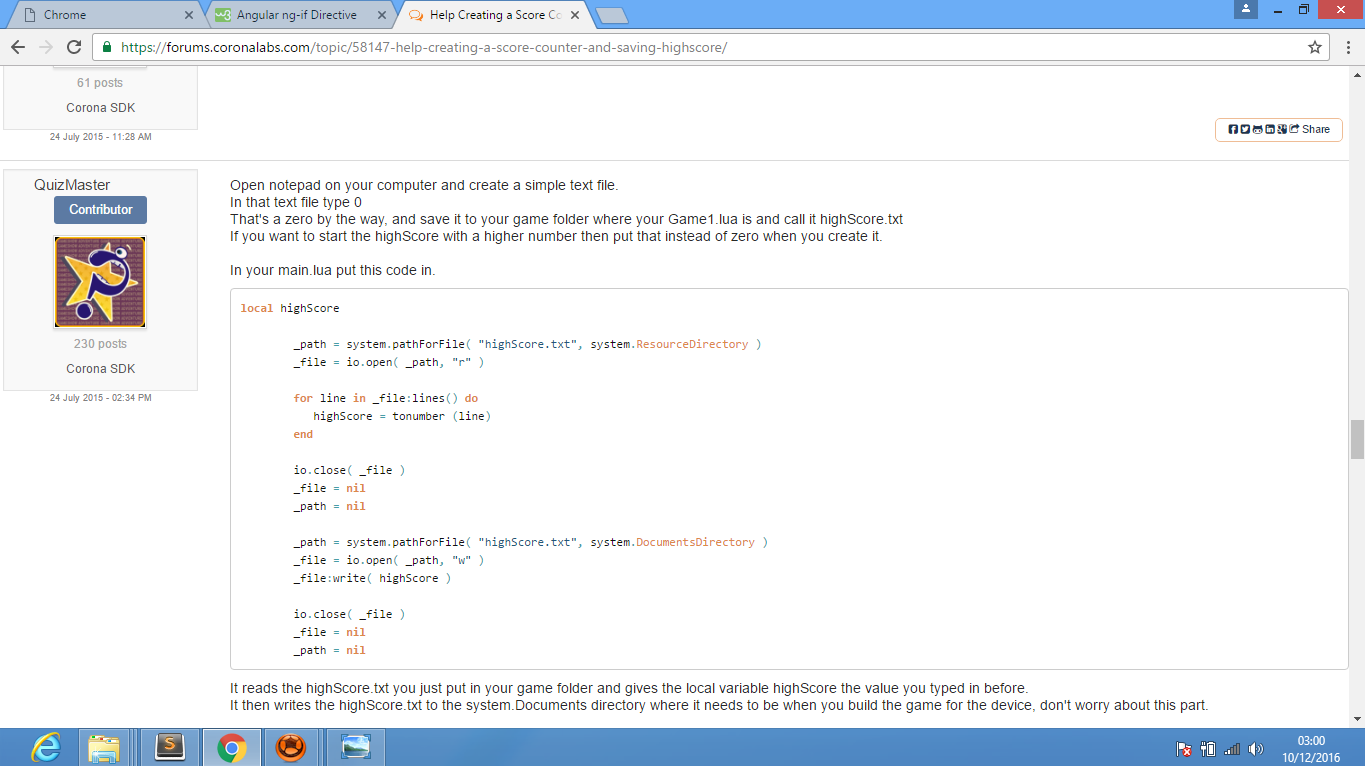 Chrome
Angular ng-if Directive
Help Creating a Score Co
https://forums.coronalabs.com/topic/58147-help-creating-a-score-counter-and-saving-highscore/
61 posts
Corona SDK
24 July 2015 - 11:28 AM
Share
QuizMaster
Contributor
230 posts
Corona SDK
24 July 2015 - 02:34 PM
Open notepad on your computer and create a simple text file.
In that text file type 0
That's a zero by the way, and save it to your game folder where your Game1.lua is and call it highScore.txt
If you want to start the highScore with a higher number then put that instead of zero when you create it.
In your main.lua put this code in.
local highScore
_path = system.pathForFile( "highScore.txt", system.ResourceDirectory )
_file = io.open( _path, "r" )
for line in _file:lines() do
highScore = tonumber (line)
end
io.close( _file )
_file = nil
_path = nil
_path = system.pathForFile( "highScore.txt", system.DocumentsDirectory )
_file = io.open( _path, "w" )
_file:write( highScore )
io.close( _file )
_file = nil
_path = nil
It reads the highScore.txt you just put in your game folder and gives the local variable highScore the value you typed in before.
It then writes the highScore.txt to the system.Documents directory where it needs to be when you build the game for the device, don't worry about this part.
03:00
10/12/2016